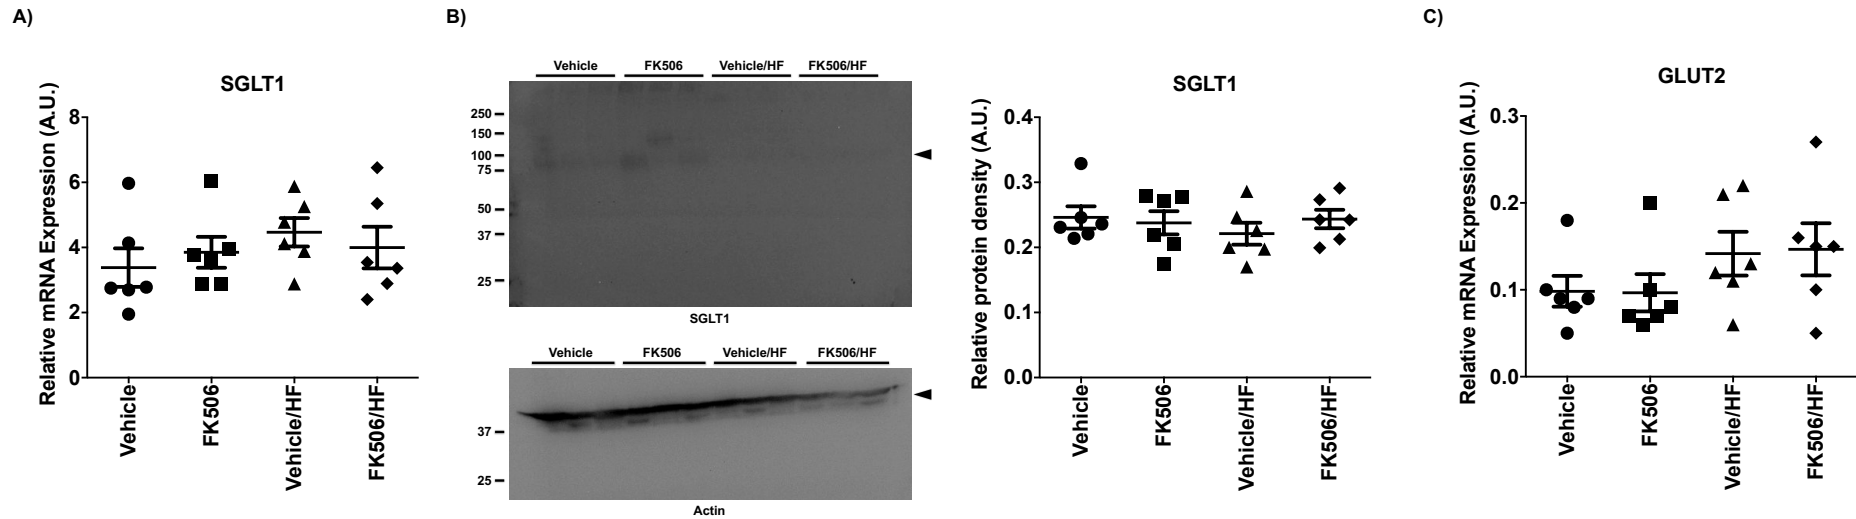 A)
SGLT1
Relative mRNA Expression (A.U.)
8
6
4
2
0
Vehicle
FK506
Vehicle/HF
FK506/HF
B)
Vehicle FK506 Vehicle/HF FK506/HF
250
150
100
75
50
37
25
SGLT1
Vehicle FK506 Vehicle/HF FK506/HF
37
25
Actin
SGLT1
Relative protein density (A.U.)
0.4
0.3
0.2
0.1
0.0
Vehicle
FK506
Vehicle/HF
FK506/HF
C)
GLUT2
Relative mRNA Expression (A.U.)
0.3
0.2
0.1
0.0
Vehicle
FK506
Vehicle/HF
FK506/HF